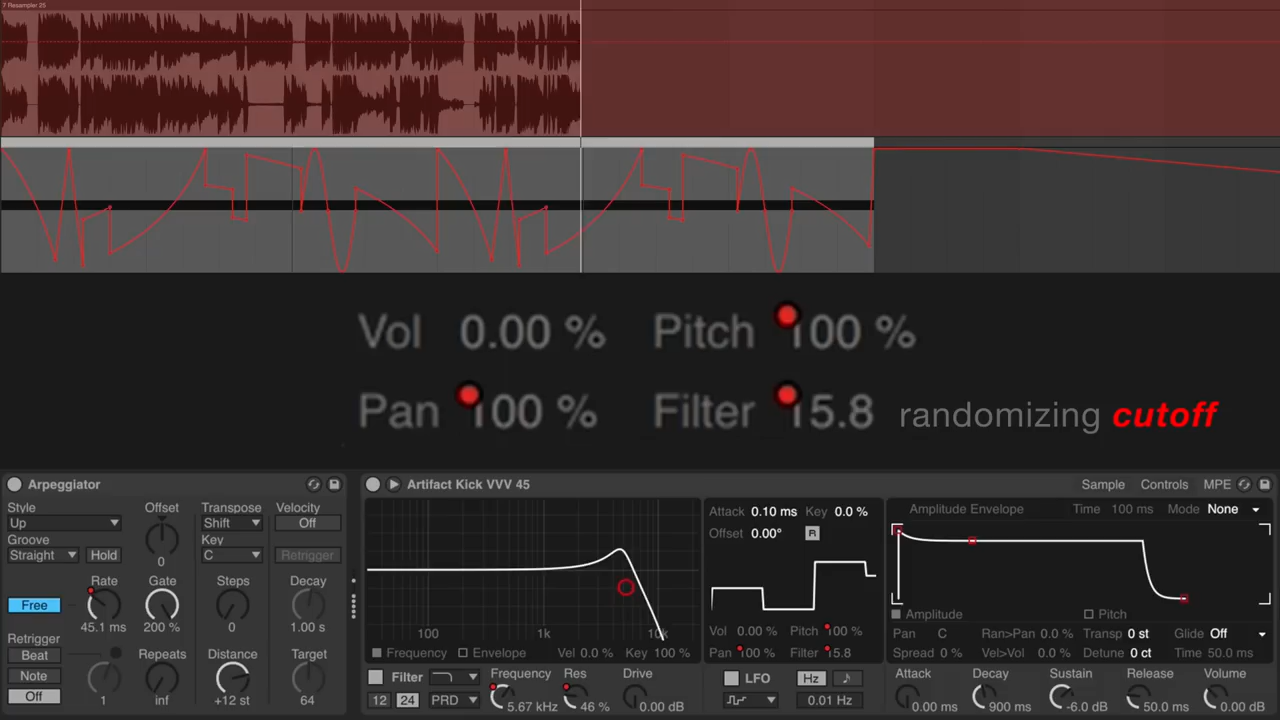 7 Resampler 25
Vol 0.00 % Pitch 100 %
Pan 100 % Filter 15.8 randomizing cutoff
Arpeggiator
Style Offset Transpose Velocity
Up Shift Off
Groove Key
Straight Hold 0 C Retrigger
Rate Gate Steps Decay
Free
45.1 ms 200 % 0 1.00 s
Retrigger
Beat Repeats Distance Target
Note
Off 1 inf +12 st 64
Artifact Kick VVV 45 Sample Controls MPE
100 1k 10k
Frequency Envelope Vel 0.0 % Key 100 %
Filter Frequency Res Drive
12 24 PRD 5.67 kHz 46 % 0.00 dB
Attack 0.10 ms Key 0.0 %
Offset 0.00° R
Vol 0.00 % Pitch 100 %
Pan 100 % Filter 15.8
LFO Hz ♪
0.01 Hz
Amplitude Envelope Time 100 ms Mode None
Amplitude Pitch
Pan C Ran>Pan 0.0 % Transp 0 st Glide Off
Spread 0 % Vel>Vol 0.0 % Detune 0 ct Time 50.0 ms
Attack Decay Sustain Release Volume
0.00 ms 900 ms -6.0 dB 50.0 ms 0.00 dB